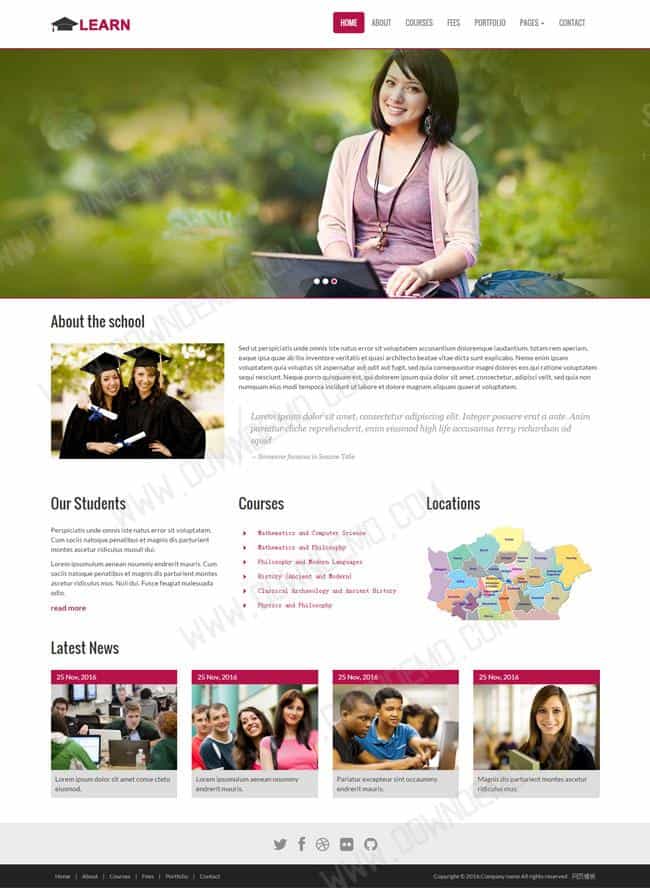 LEARN
HOME ABOUT COURSES FEES PORTFOLIO PAGES CONTACT
About the school
Sed ut perspiciatis unde omnis iste natus error sit voluptatem accusantium doloremque laudantium, totam rem aperiam,
eaque ipsa quae ab illo inventore veritatis et quasi architecto beatae vitae dicta sunt explicabo. Nemo enim ipsam
voluptatem quia voluptas sit aspernatur aut odit aut fugit, sed quia consequuntur magni dolores eos qui ratione voluptatem
sequi nesciunt. Neque porro quisquam est, qui dolorem ipsum quia dolor sit amet, consectetur, adipisci velit, sed quia non
numquam eius modi tempora incidunt ut labore et dolore magnam aliquam quaerat voluptatem.
Lorem ipsum dolor sit amet, consectetur adipiscing elit. Integer posuere erat a ante. Anim
pariatur cliche reprehenderit, enim eiusmod high life accusamus terry richardson ad
squid
— Someone famous in Source Title
Our Students
Perspiciatis unde omnis iste natus error sit voluptatem.
Cum sociis natoque penatibus et magnis dis parturient
montes ascetur ridiculus musull dui.
Lorem ipsumulum aenean noummy endrerit mauris. Cum
sociis natoque penatibus et magnis dis parturient
montes ascetur ridiculus mus. Null dui. Fusce feugiat malesuada
odio.
read more
Courses
Mathematics and Computer Science
Mathematics and Philosophy
Philosophy and Modern Languages
History (Ancient and Modern)
Classical Archaeology and Ancient History
Physics and Philosophy
Locations
Latest News
25 Nov, 2016
Lorem ipsum dolor sit amet conse ctetu
eiusmod.
25 Nov, 2016
Lorem ipsumulum aenean noummy
endrerit mauris.
25 Nov, 2016
Pariatur excepteur sint occaummy
endrerit mauris.
25 Nov, 2016
Magnis dis parturient montes ascetur
ridiculus mus.
Home | About | Courses | Fees | Portfolio | Contact
Copyright © 2016.Company name All rights reserved. 网页模板
WWW.DOWNDEMO.COM